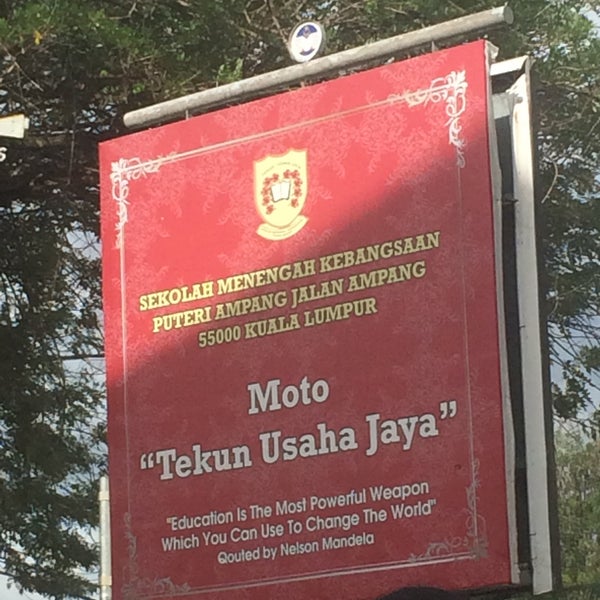 SEKOLAH MENENGAH KEBANGSAAN
PUTERI AMPANG JALAN AMPANG
55000 KUALA LUMPUR
Moto
“Tekun Usaha Jaya”
"Education Is The Most Powerful Weapon
Which You Can Use To Change The World"
Qouted by Nelson Mandela